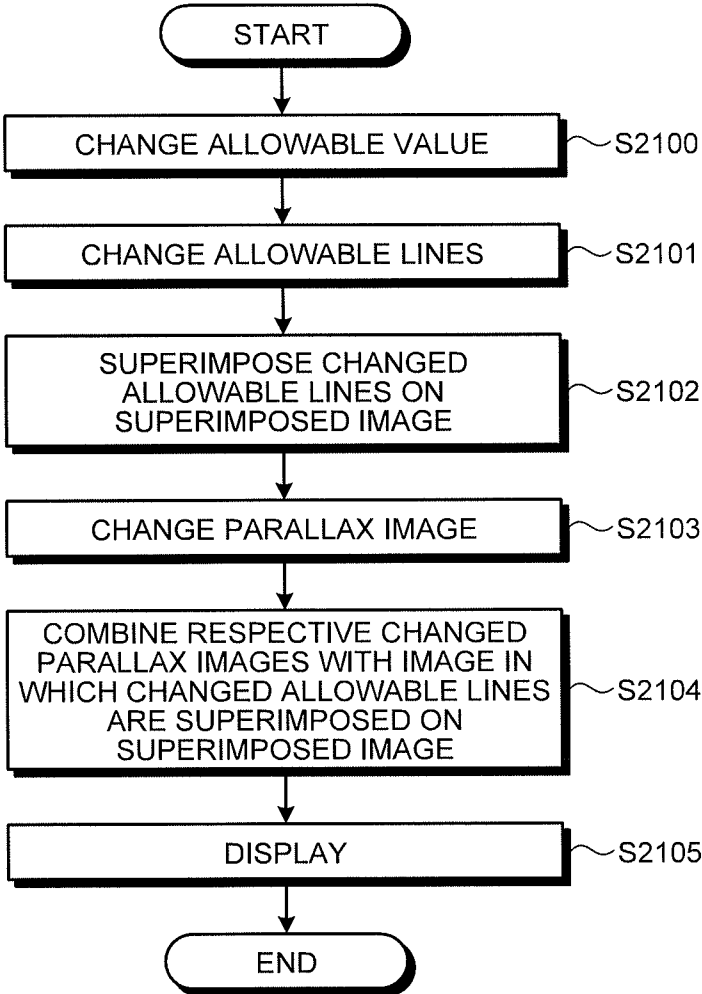 START
CHANGE ALLOWABLE VALUE
S2100
CHANGE ALLOWABLE LINES
S2101
SUPERIMPOSE CHANGED
ALLOWABLE LINES ON
SUPERIMPOSED IMAGE
S2102
CHANGE PARALLAX IMAGE
S2103
COMBINE RESPECTIVE CHANGED
PARALLAX IMAGES WITH IMAGE IN
WHICH CHANGED ALLOWABLE LINES
ARE SUPERIMPOSED ON
SUPERIMPOSED IMAGE
S2104
DISPLAY
S2105
END